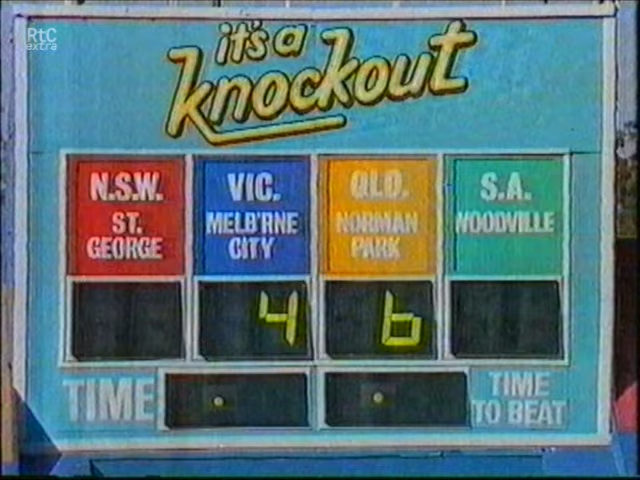 RtC
extra
it's a
knockout
N.S.W.
ST.
GEORGE
VIC.
MELB'RNE
CITY
QLD.
NORMAN
PARK
S.A.
WOODVILLE
4
6
TIME
TIME
TO BEAT